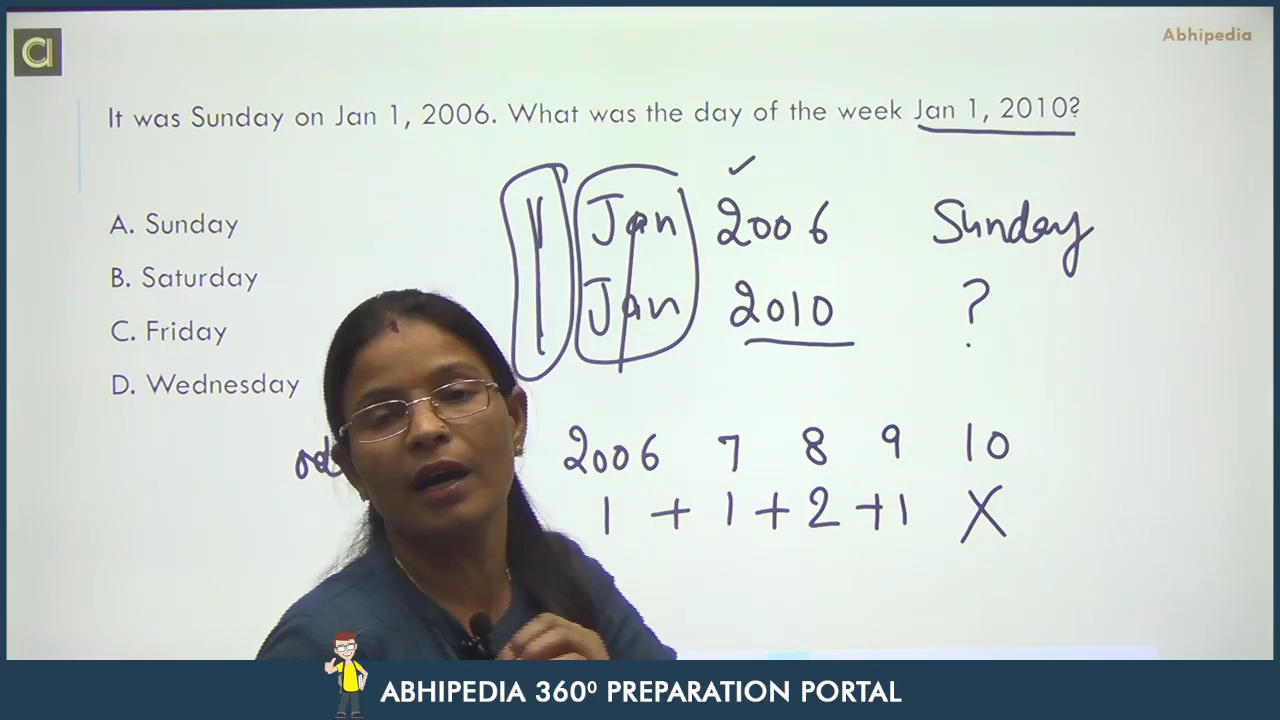 Abhipedia
It was Sunday on Jan 1, 2006. What was the day of the week Jan 1, 2010?
A. Sunday
B. Saturday
C. Friday
D. Wednesday
1 Jan 2006 Sunday
1 Jan 2010 ?
2006 7 8 9 10
1 + 1 + 2 + 1 X
ABHIPEDIA 360⁰ PREPARATION PORTAL